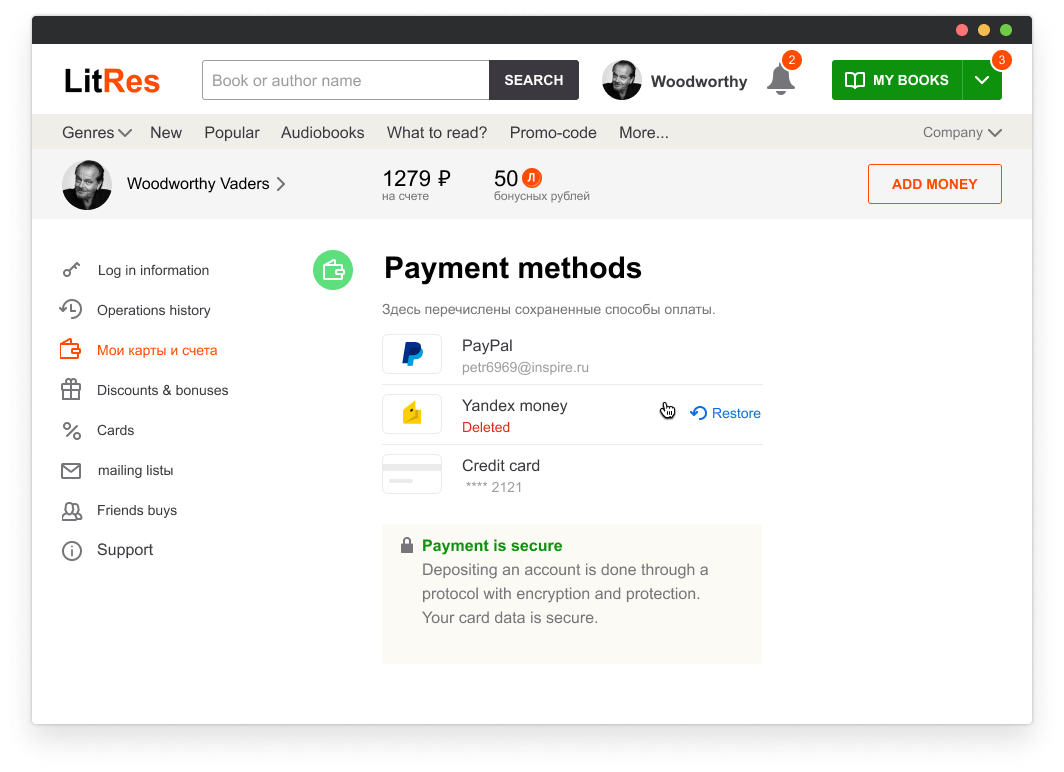 LitRes
Book or author name
SEARCH
Woodworthy
2
MY BOOKS
3
Genres
New
Popular
Audiobooks
What to read?
Promo-code
More...
Company
Woodworthy Vaders
1279 ₽
на счете
50 Л
бонусных рублей
ADD MONEY
Log in information
Operations history
Мои карты и счета
Discounts & bonuses
Cards
mailing listы
Friends buys
Support
Payment methods
Здесь перечислены сохраненные способы оплаты.
PayPal
petr6969@inspire.ru
Yandex money
Deleted
Restore
Credit card
**** 2121
Payment is secure
Depositing an account is done through a
protocol with encryption and protection.
Your card data is secure.